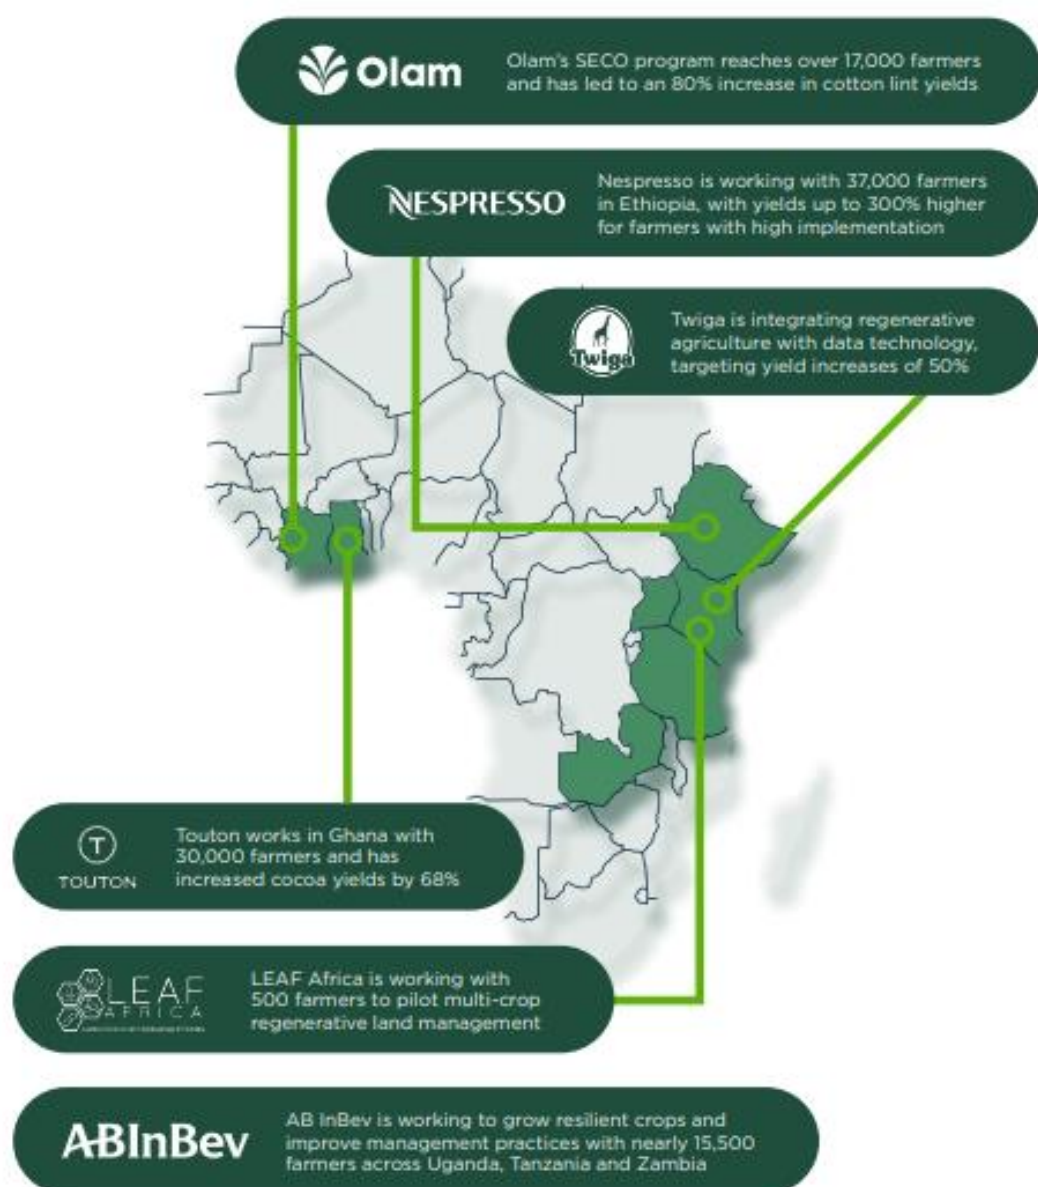 Olam
Olam's SECO program reaches over 17,000 farmers
and has led to an 80% increase in cotton lint yields
NESPRESSO
Nespresso is working with 37,000 farmers
in Ethiopia, with yields up to 300% higher
for farmers with high implementation
Twiga
Twiga is integrating regenerative
agriculture with data technology,
targeting yield increases of 50%
T
TOUTON
Touton works in Ghana with
30,000 farmers and has
increased cocoa yields by 68%
LEAF
AFRICA
LEAF Africa is working with
500 farmers to pilot multi-crop
regenerative land management
ABInBev
AB InBev is working to grow resilient crops and
improve management practices with nearly 15,500
farmers across Uganda, Tanzania and Zambia